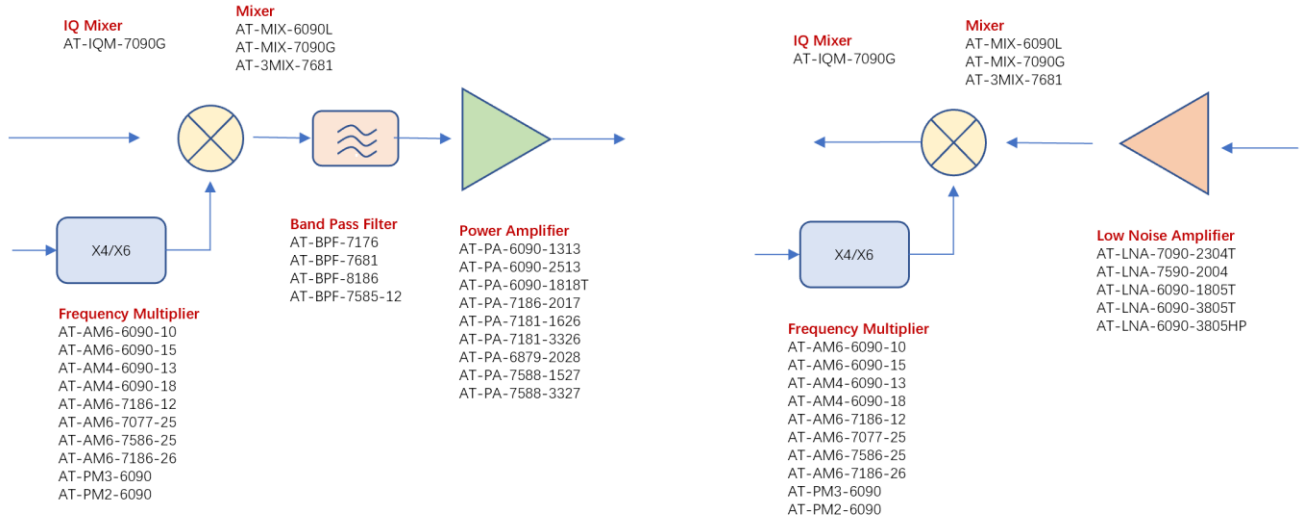 IQ Mixer
AT-IQM-7090G
Mixer
AT-MIX-6090L
AT-MIX-7090G
AT-3MIX-7681
X4/X6
Band Pass Filter
AT-BPF-7176
AT-BPF-7681
AT-BPF-8186
AT-BPF-7585-12
Power Amplifier
AT-PA-6090-1313
AT-PA-6090-2513
AT-PA-6090-1818T
AT-PA-7186-2017
AT-PA-7181-1626
AT-PA-7181-3326
AT-PA-6879-2028
AT-PA-7588-1527
AT-PA-7588-3327
Frequency Multiplier
AT-AM6-6090-10
AT-AM6-6090-15
AT-AM4-6090-13
AT-AM4-6090-18
AT-AM6-7186-12
AT-AM6-7077-25
AT-AM6-7586-25
AT-AM6-7186-26
AT-PM3-6090
AT-PM2-6090
IQ Mixer
AT-IQM-7090G
Mixer
AT-MIX-6090L
AT-MIX-7090G
AT-3MIX-7681
X4/X6
Low Noise Amplifier
AT-LNA-7090-2304T
AT-LNA-7590-2004
AT-LNA-6090-1805T
AT-LNA-6090-3805T
AT-LNA-6090-3805HP
Frequency Multiplier
AT-AM6-6090-10
AT-AM6-6090-15
AT-AM4-6090-13
AT-AM4-6090-18
AT-AM6-7186-12
AT-AM6-7077-25
AT-AM6-7586-25
AT-AM6-7186-26
AT-PM3-6090
AT-PM2-6090